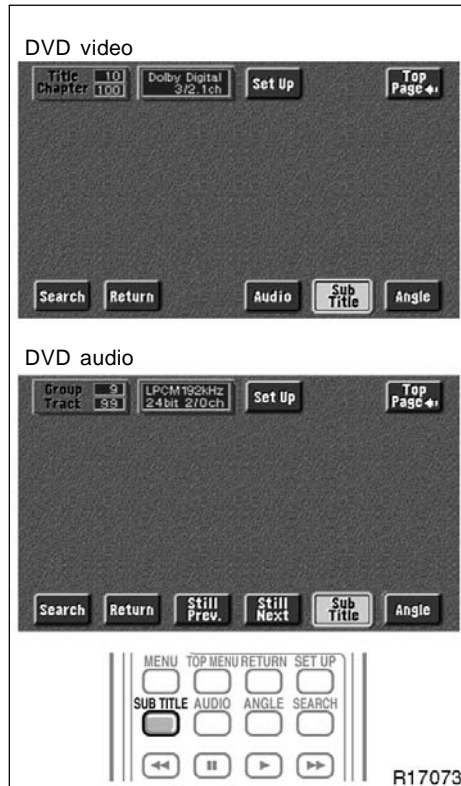 DVD video
Title 10 Dolby Digital Set Up Top
Chapter 100 3/2.1ch Page
Search Return Audio Sub Title Angle
DVD audio
Group 9 LPCM192kHz Set Up Top
Tract 99 24bit 2/0ch Page
Search Return Still Prev. Still Next Sub Title Angle
MENU TOP MENU RETURN SET UP
SUB TITLE AUDIO ANGLE SEARCH
R17073